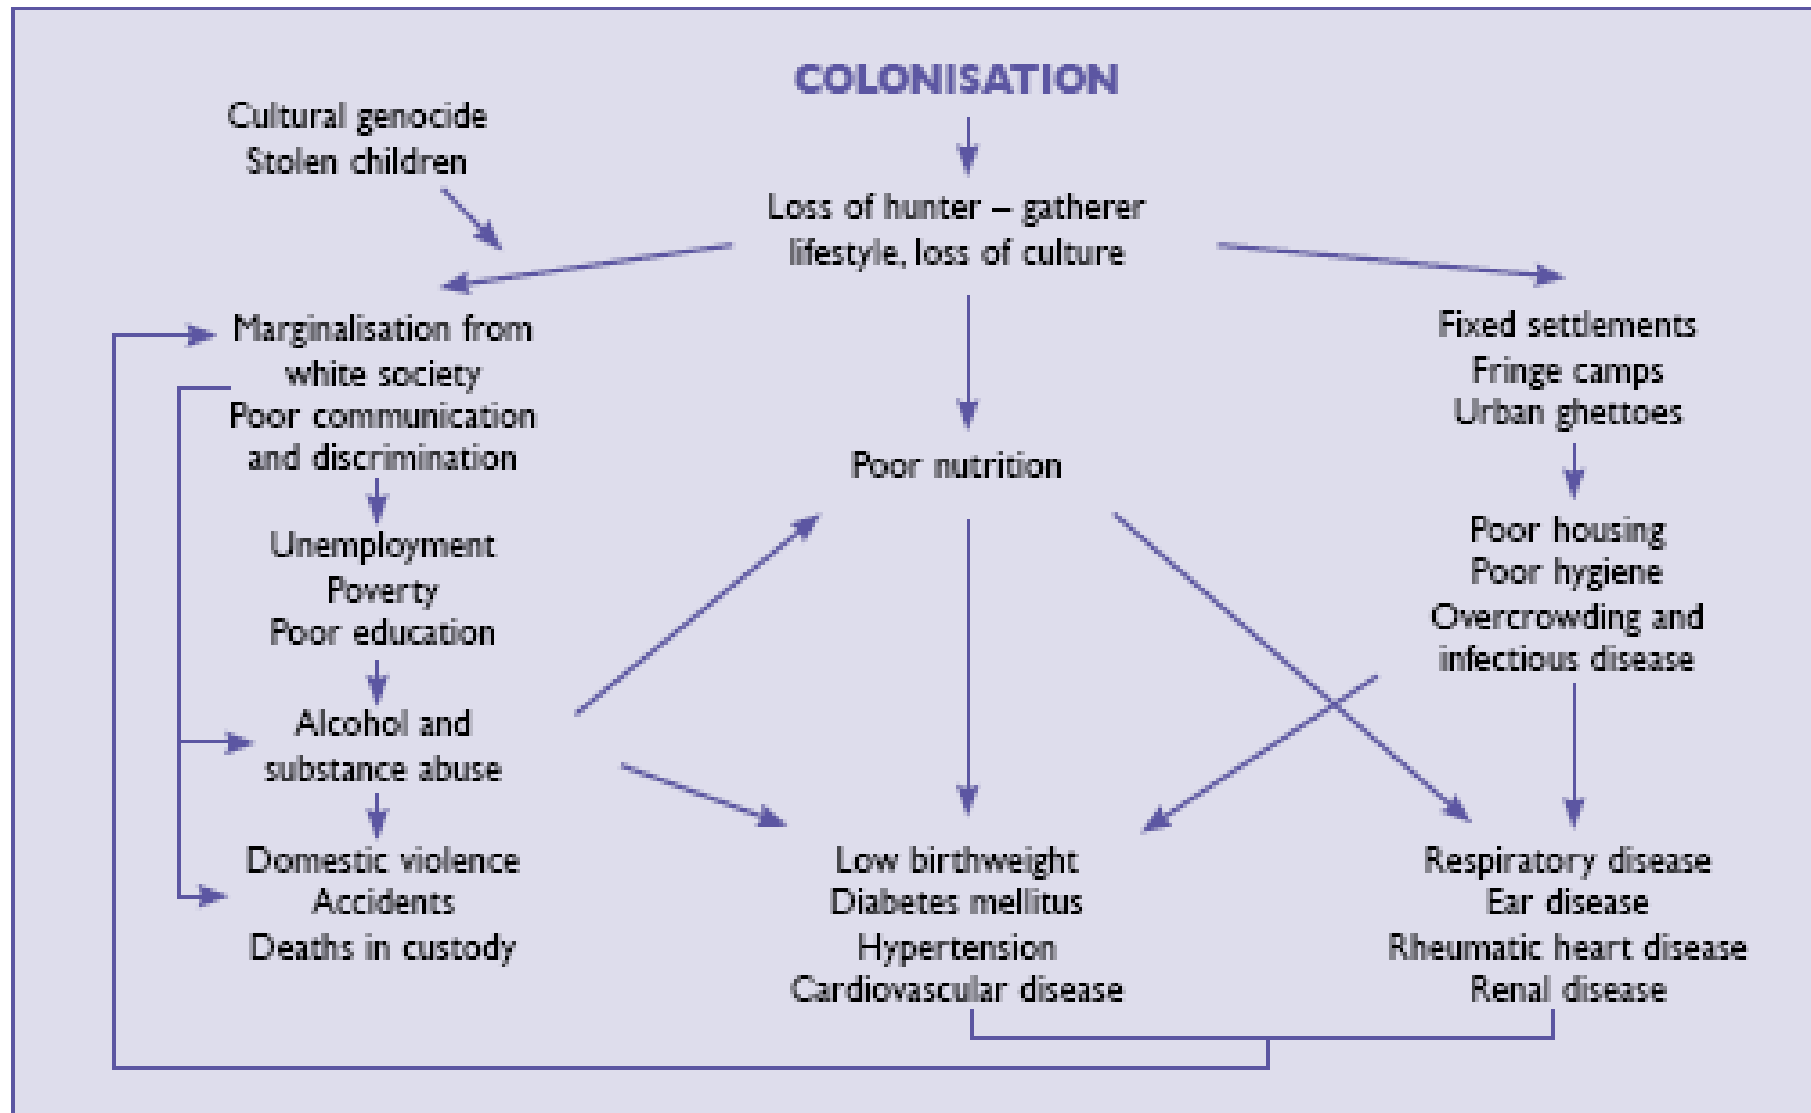 COLONISATION
Cultural genocide
Stolen children
Loss of hunter – gatherer
lifestyle, loss of culture
Marginalisation from
white society
Poor communication
and discrimination
Unemployment
Poverty
Poor education
Alcohol and
substance abuse
Domestic violence
Accidents
Deaths in custody
Poor nutrition
Low birthweight
Diabetes mellitus
Hypertension
Cardiovascular disease
Fixed settlements
Fringe camps
Urban ghettoes
Poor housing
Poor hygiene
Overcrowding and
infectious disease
Respiratory disease
Ear disease
Rheumatic heart disease
Renal disease